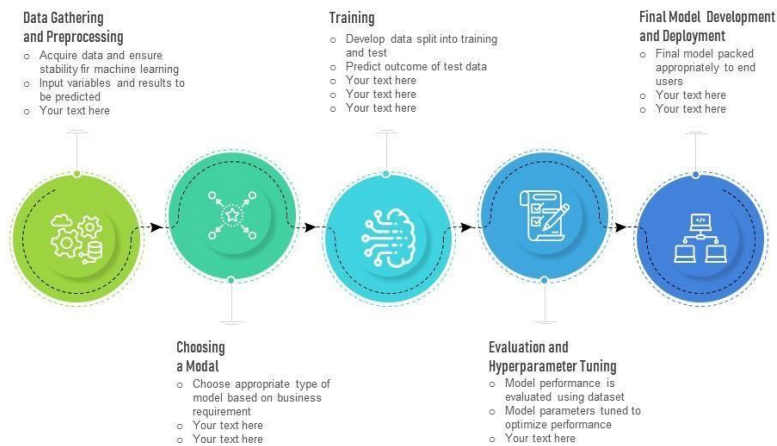 Data Gathering
and Preprocessing
o Acquire data and ensure
stability fir machine learning
o Input variables and results to
be predicted
o Your text here
Training
o Develop data split into training
and test
o Predict outcome of test data
o Your text here
o Your text here
o Your text here
Final Model Development
and Deployment
o Final model packed
appropriately to end
users
o Your text here
o Your text here
</>
Choosing
a Modal
o Choose appropriate type of
model based on business
requirement
o Your text here
o Your text here
Evaluation and
Hyperparameter Tuning
o Model performance is
evaluated using dataset
o Model parameters tuned to
optimize performance
o Your text here